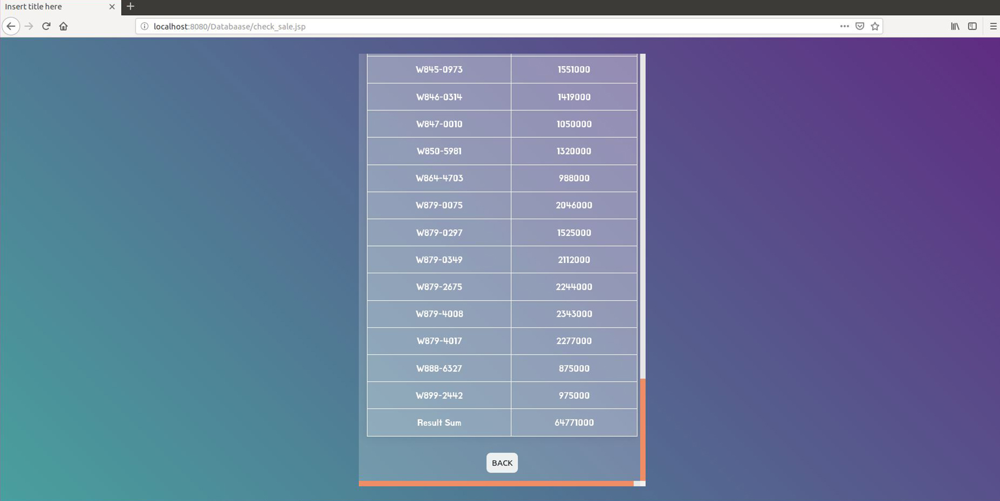 Insert title here
localhost:8080/Databaase/check_sale.jsp
W845-0973 1551000
W846-0314 1419000
W847-0010 1050000
W850-5981 1320000
W864-4703 988000
W879-0075 2046000
W879-0297 1525000
W879-0349 2112000
W879-2675 2244000
W879-4008 2343000
W879-4017 2277000
W888-6327 875000
W899-2442 975000
Result Sum 64771000
BACK